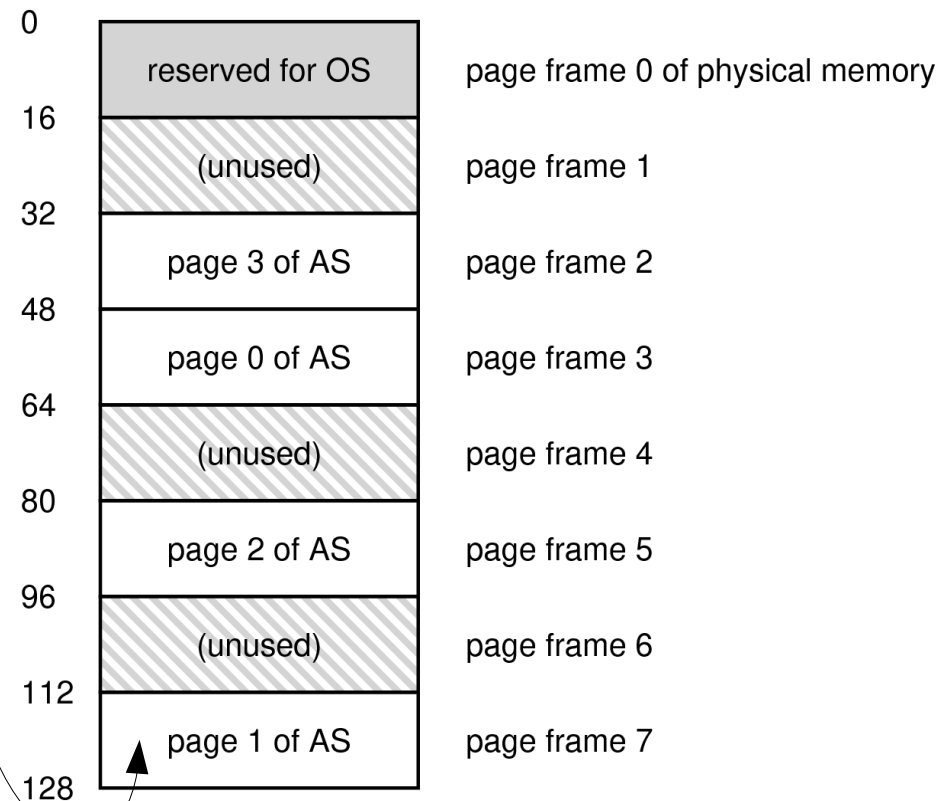 0
reserved for OS page frame 0 of physical memory
16
(unused) page frame 1
32
page 3 of AS page frame 2
48
page 0 of AS page frame 3
64
(unused) page frame 4
80
page 2 of AS page frame 5
96
(unused) page frame 6
112
page 1 of AS page frame 7
128